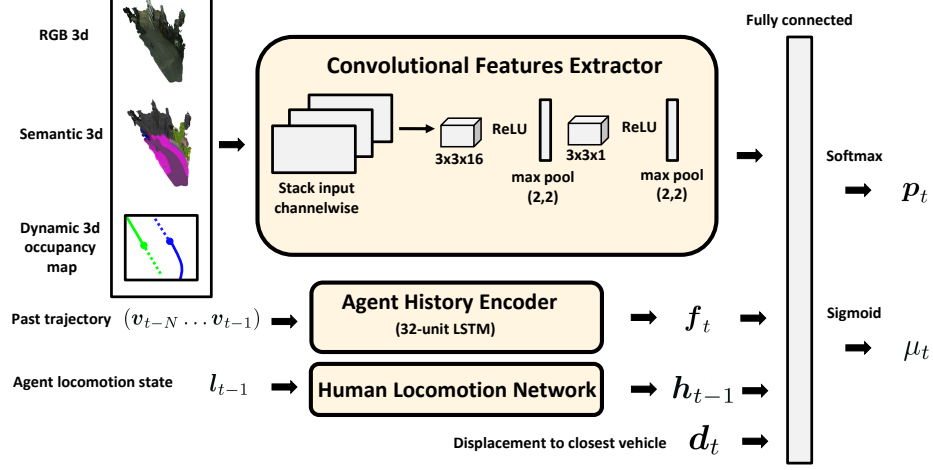 RGB 3d
Semantic 3d
Dynamic 3d
occupancy
map
Convolutional Features Extractor
Stack input
channelwise
3x3x16
ReLU
max pool
(2,2)
3x3x1
ReLU
max pool
(2,2)
Fully connected
Softmax
p_t
Past trajectory (v_{t−N} … v_{t−1})
Agent History Encoder
(32-unit LSTM)
f_t
Sigmoid
μ_t
Agent locomotion state l_{t−1}
Human Locomotion Network
h_{t−1}
Displacement to closest vehicle d_t